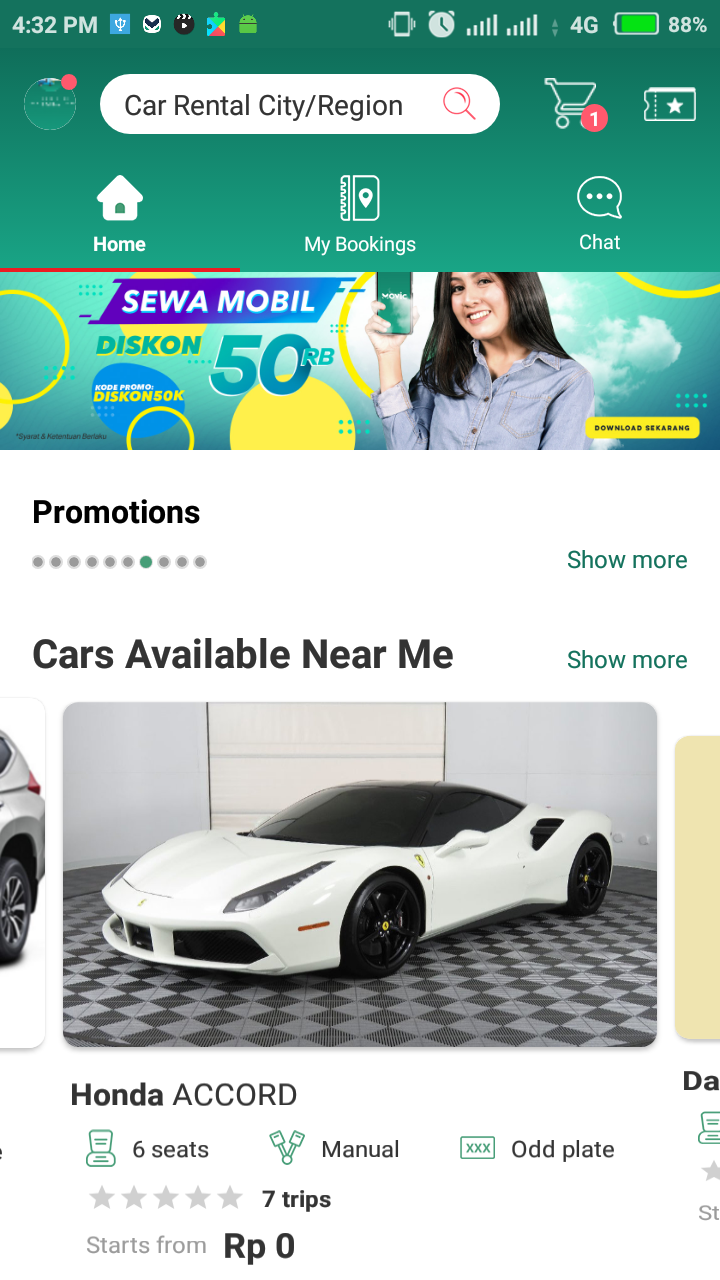 4:32 PM 4G 88%
Car Rental City/Region
1
Home My Bookings Chat
SEWA MOBIL
DISKON 50RB
KODE PROMO:
DISKON50K
movic
*Syarat & Ketentuan Berlaku
DOWNLOAD SEKARANG
Promotions
Show more
Cars Available Near Me
Show more
Honda ACCORD
6 seats Manual XXX Odd plate
7 trips
Starts from Rp 0
e
Da
St